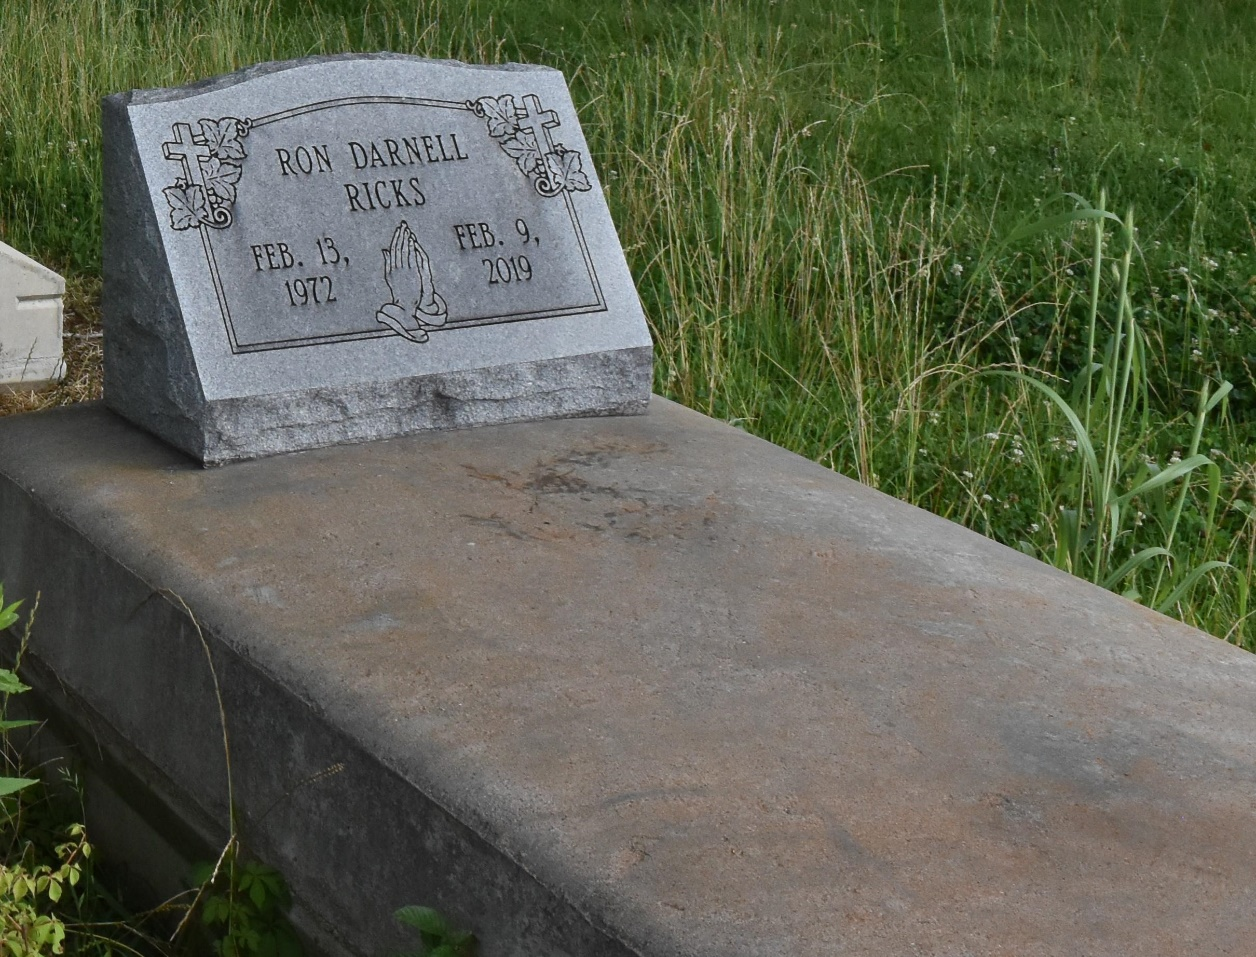 RON DARNELL
RICKS
FEB. 13,
1972
FEB. 9,
2019